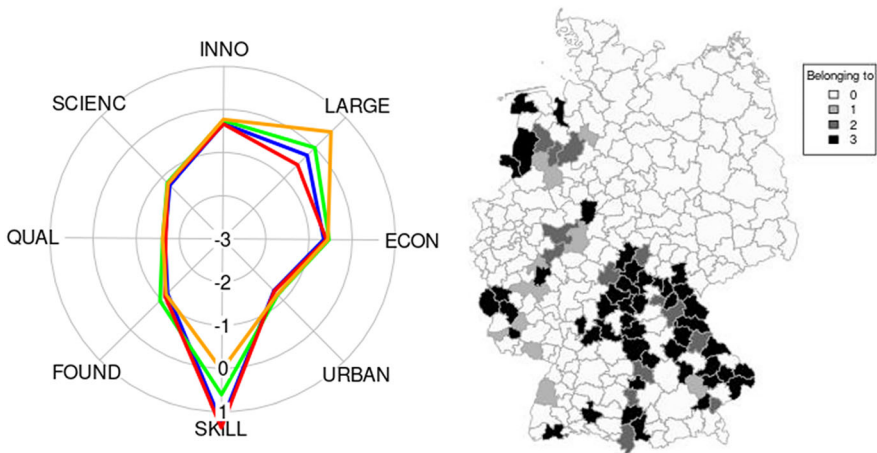 INNO
SCIENC
LARGE
QUAL
ECON
-3
-2
-1
0
1
FOUND
URBAN
SKILL
Belonging to
0
1
2
3